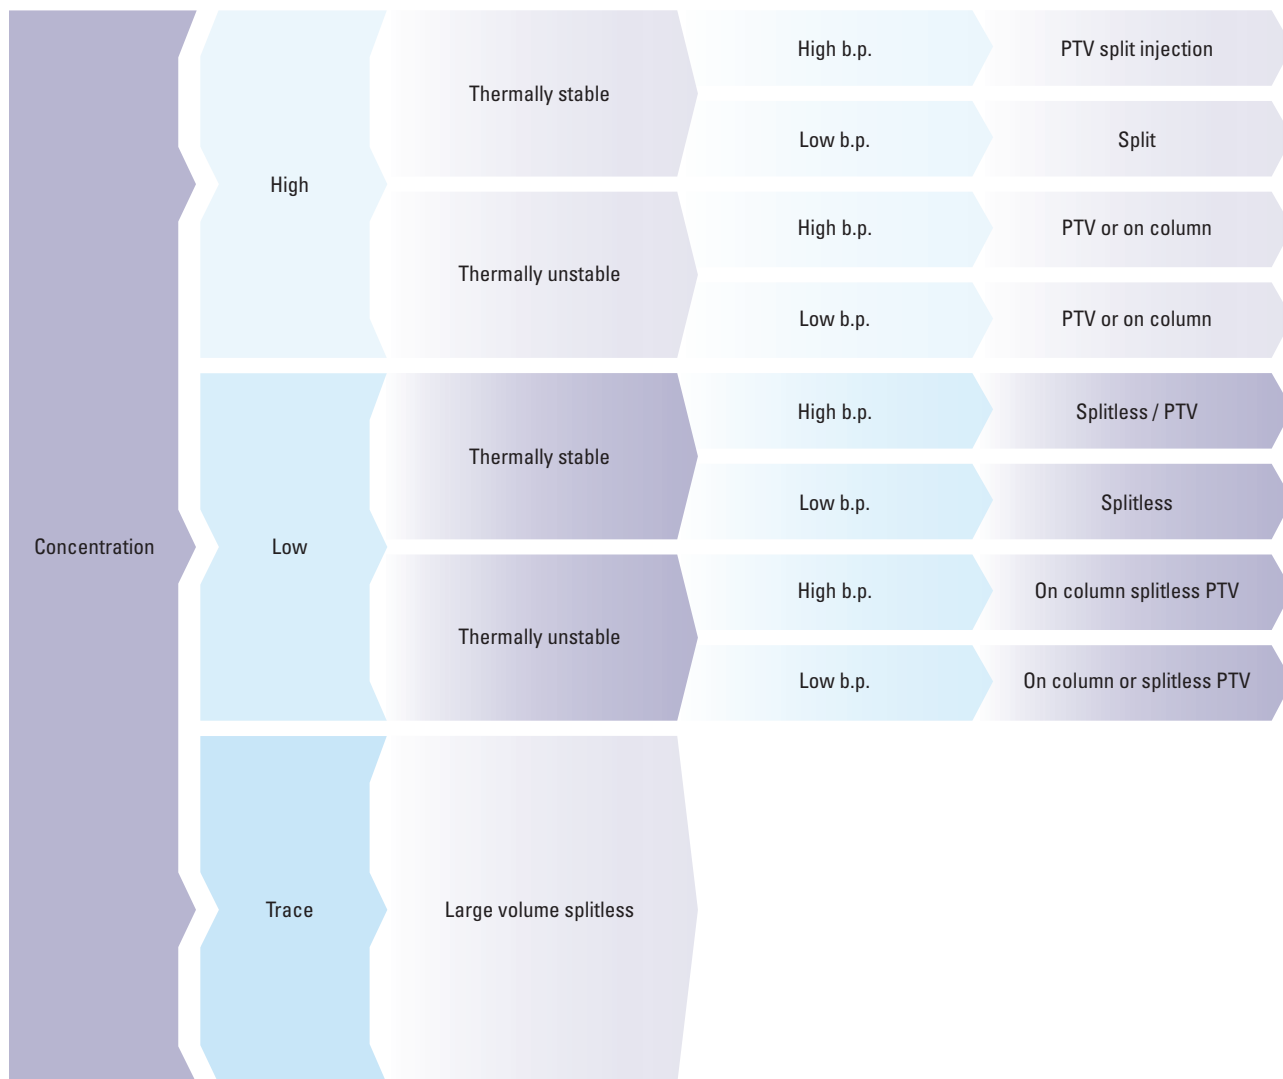 Concentration
High
Thermally stable
High b.p.
PTV split injection
Low b.p.
Split
Thermally unstable
High b.p.
PTV or on column
Low b.p.
PTV or on column
Low
Thermally stable
High b.p.
Splitless / PTV
Low b.p.
Splitless
Thermally unstable
High b.p.
On column splitless PTV
Low b.p.
On column or splitless PTV
Trace
Large volume splitless